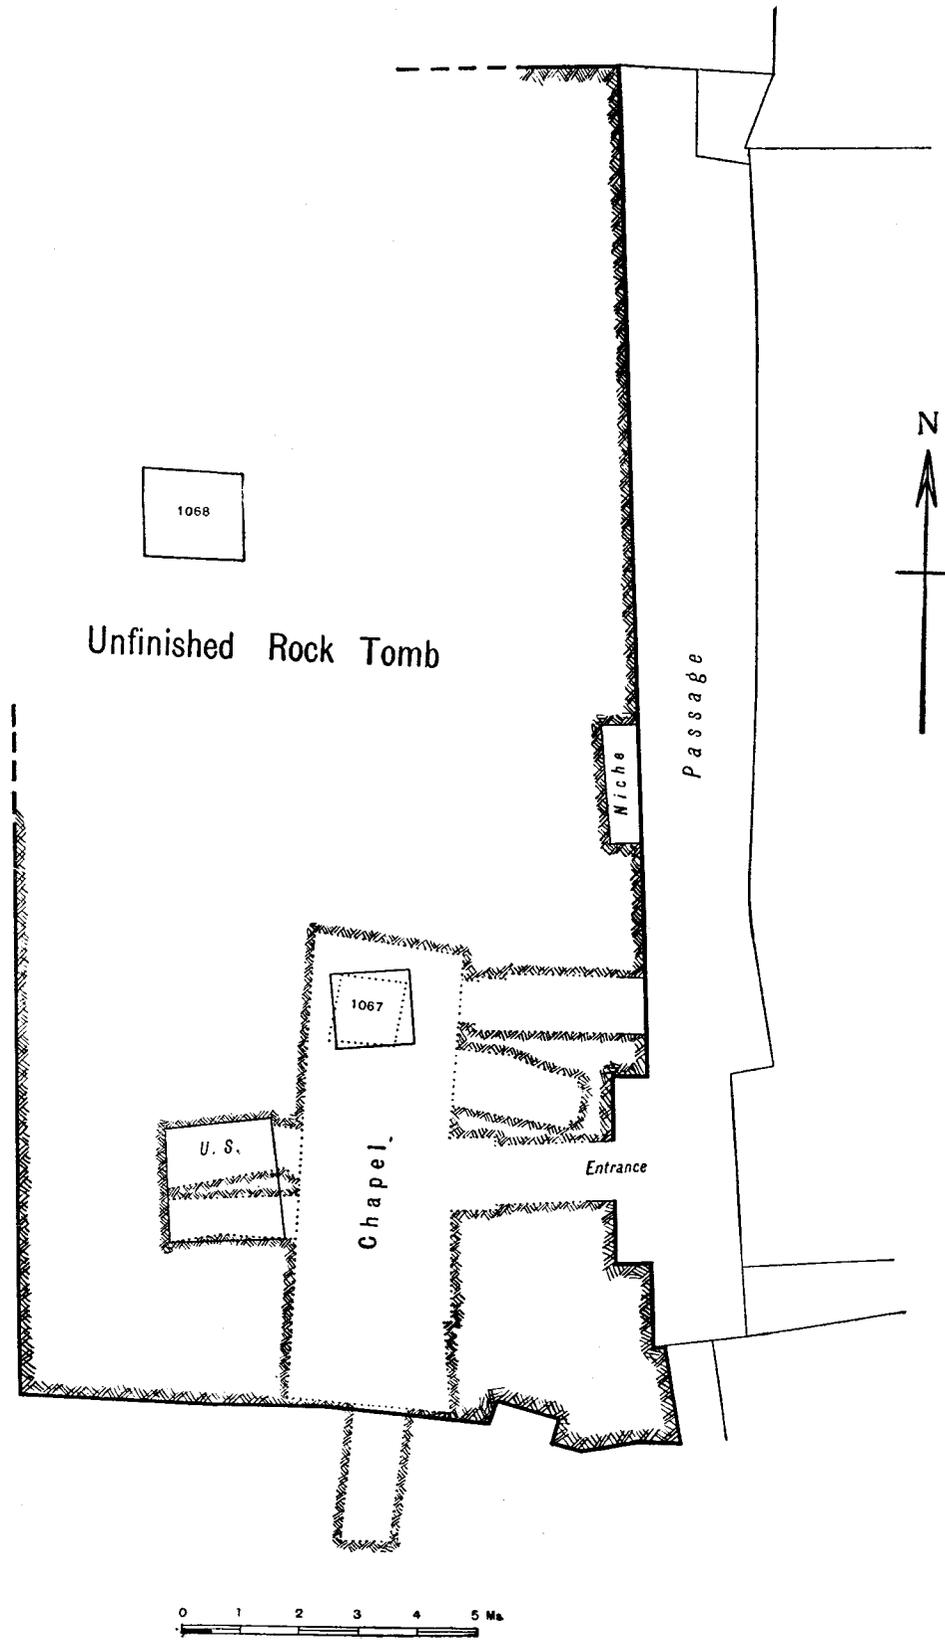 N
1068
Unfinished Rock Tomb
Passage
Niche
1067
U.S.
Chapel
Entrance
0 1 2 3 4 5 Ms.